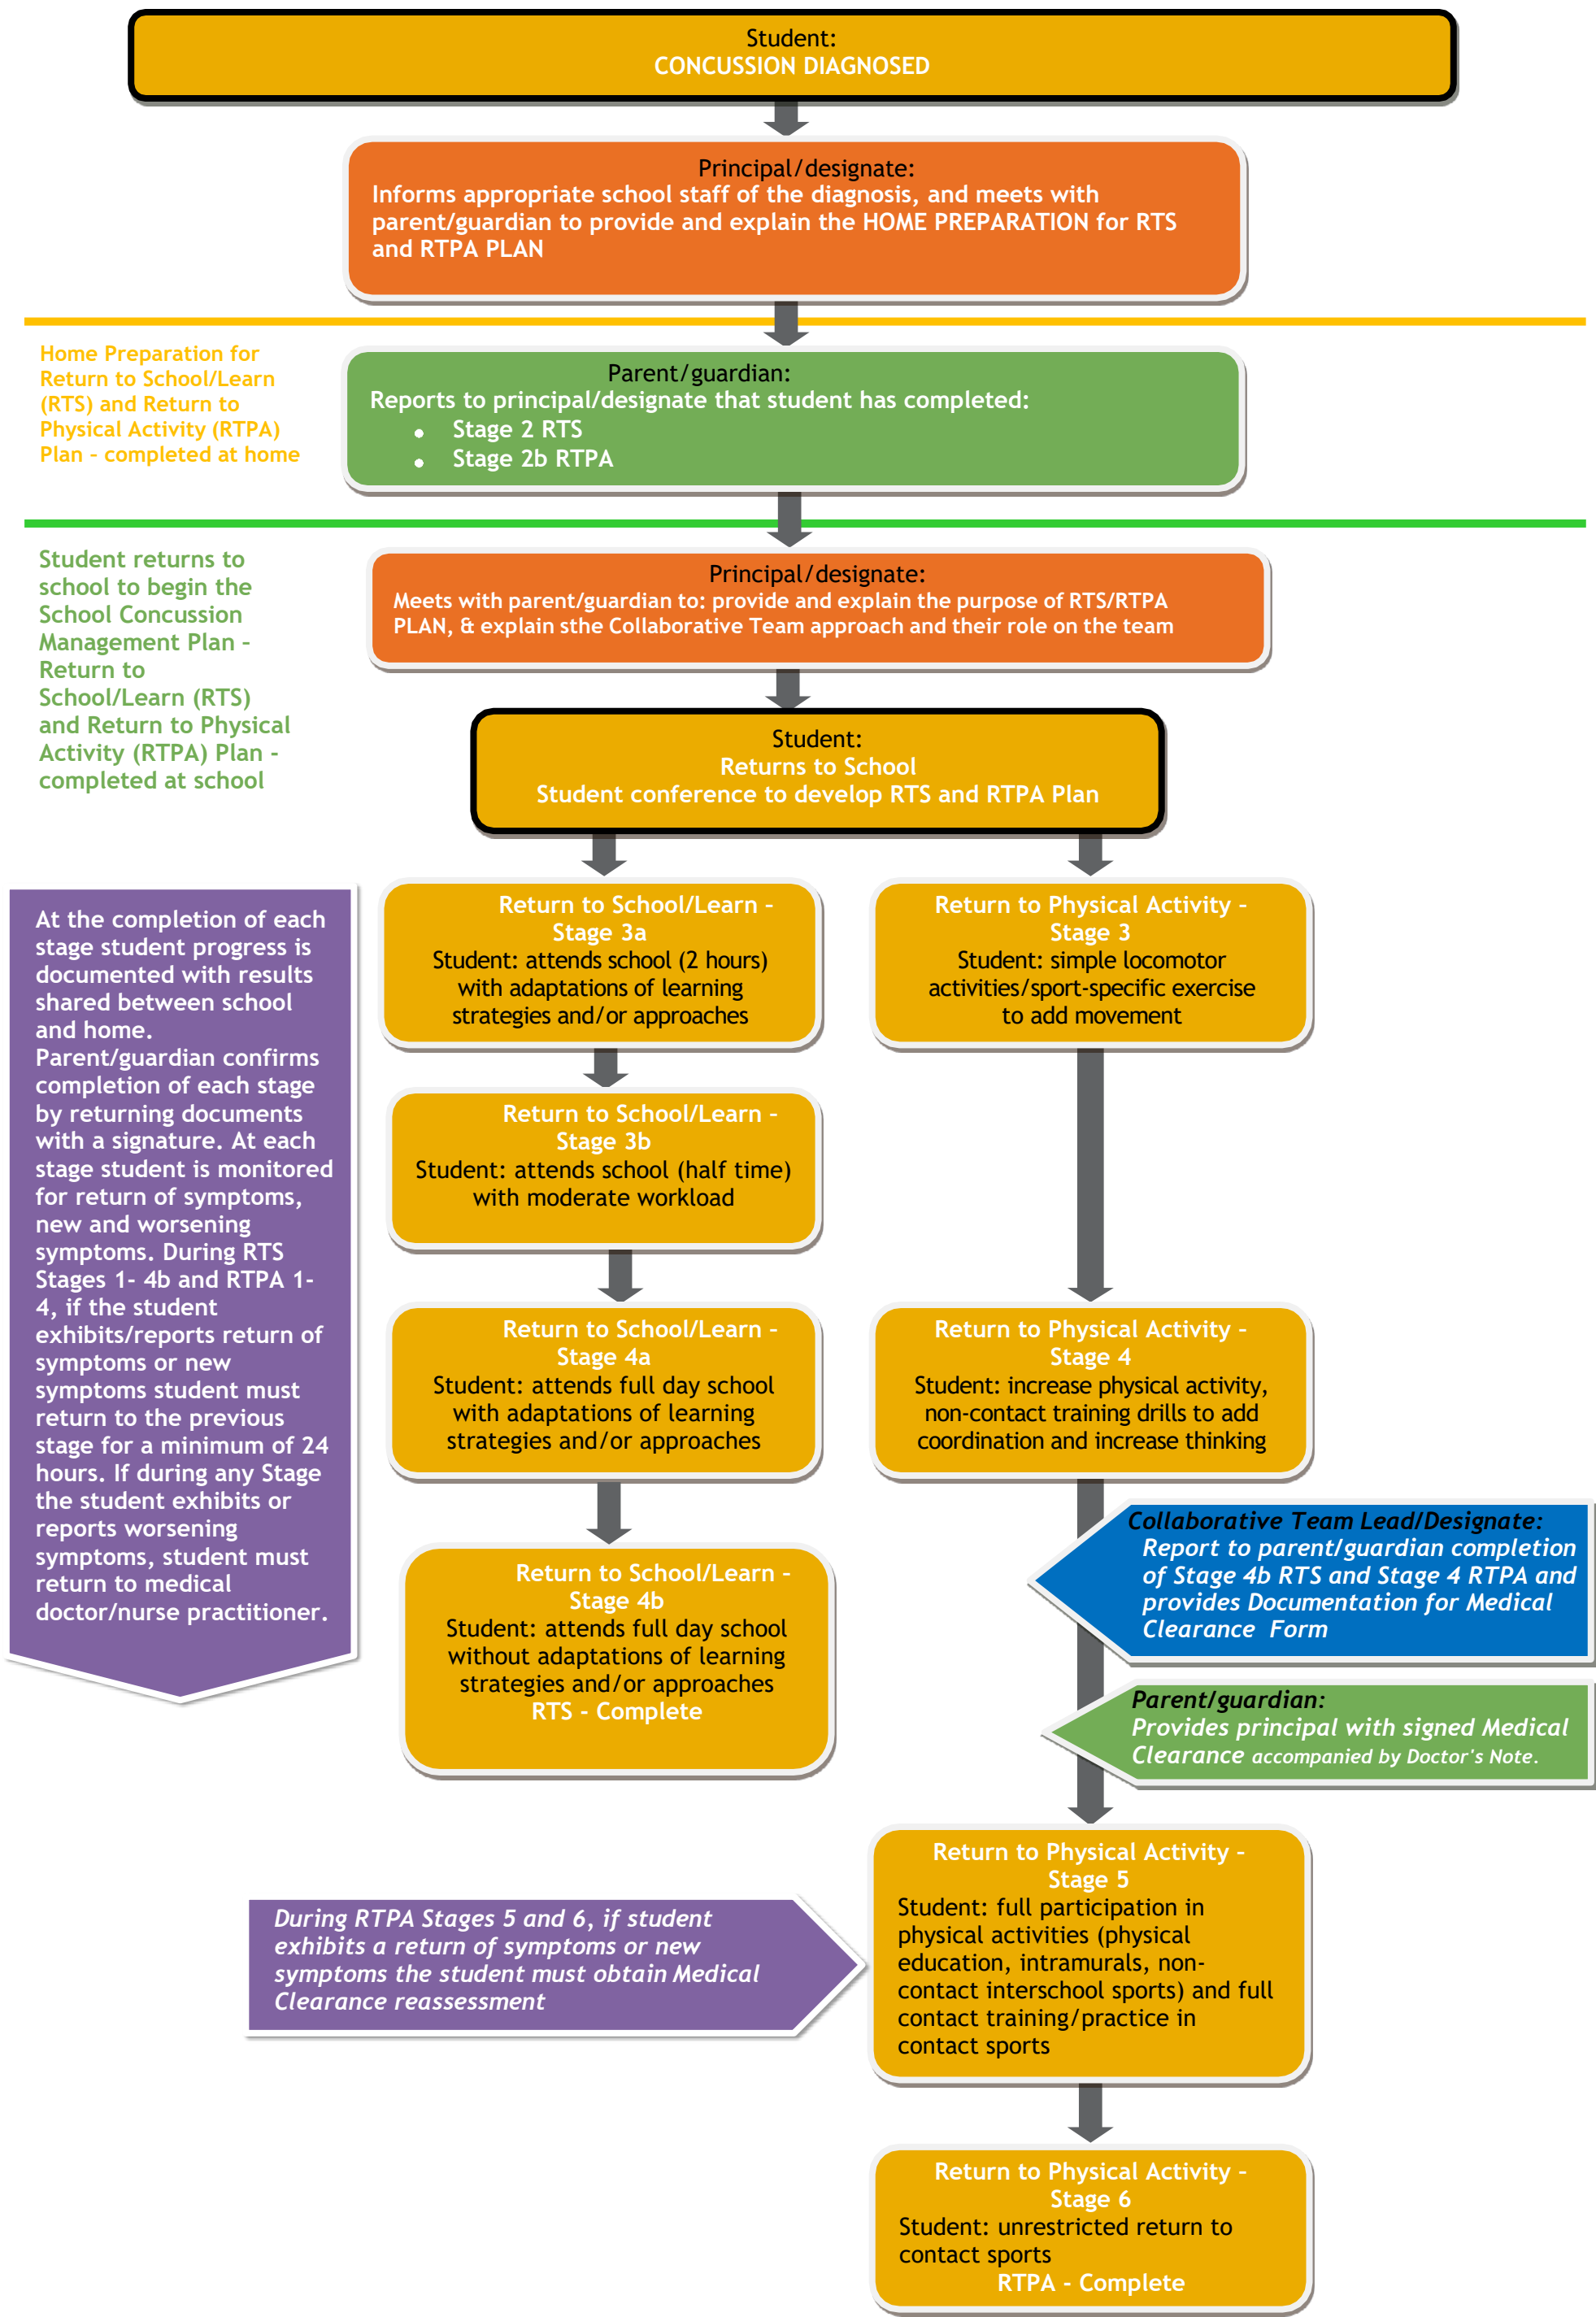 Student:
CONCUSSION DIAGNOSED
Principal/designate:
Informs appropriate school staff of the diagnosis, and meets with
parent/guardian to provide and explain the HOME PREPARATION for RTS
and RTPA PLAN
Home Preparation for
Return to School/Learn
(RTS) and Return to
Physical Activity (RTPA)
Plan – completed at home
Parent/guardian:
Reports to principal/designate that student has completed:
• Stage 2 RTS
• Stage 2b RTPA
Student returns to
school to begin the
School Concussion
Management Plan –
Return to
School/Learn (RTS)
and Return to Physical
Activity (RTPA) Plan -
completed at school
Principal/designate:
Meets with parent/guardian to: provide and explain the purpose of RTS/RTPA
PLAN, & explain sthe Collaborative Team approach and their role on the team
Student:
Returns to School
Student conference to develop RTS and RTPA Plan
At the completion of each
stage student progress is
documented with results
shared between school
and home.
Parent/guardian confirms
completion of each stage
by returning documents
with a signature. At each
stage student is monitored
for return of symptoms,
new and worsening
symptoms. During RTS
Stages 1- 4b and RTPA 1-
4, if the student
exhibits/reports return of
symptoms or new
symptoms student must
return to the previous
stage for a minimum of 24
hours. If during any Stage
the student exhibits or
reports worsening
symptoms, student must
return to medical
doctor/nurse practitioner.
Return to School/Learn –
Stage 3a
Student: attends school (2 hours)
with adaptations of learning
strategies and/or approaches
Return to School/Learn –
Stage 3b
Student: attends school (half time)
with moderate workload
Return to School/Learn –
Stage 4a
Student: attends full day school
with adaptations of learning
strategies and/or approaches
Return to School/Learn –
Stage 4b
Student: attends full day school
without adaptations of learning
strategies and/or approaches
RTS - Complete
Return to Physical Activity –
Stage 3
Student: simple locomotor
activities/sport-specific exercise
to add movement
Return to Physical Activity –
Stage 4
Student: increase physical activity,
non-contact training drills to add
coordination and increase thinking
Collaborative Team Lead/Designate:
Report to parent/guardian completion
of Stage 4b RTS and Stage 4 RTPA and
provides Documentation for Medical
Clearance Form
Parent/guardian:
Provides principal with signed Medical
Clearance accompanied by Doctor's Note.
During RTPA Stages 5 and 6, if student
exhibits a return of symptoms or new
symptoms the student must obtain Medical
Clearance reassessment
Return to Physical Activity –
Stage 5
Student: full participation in
physical activities (physical
education, intramurals, non-
contact interschool sports) and full
contact training/practice in
contact sports
Return to Physical Activity –
Stage 6
Student: unrestricted return to
contact sports
RTPA - Complete